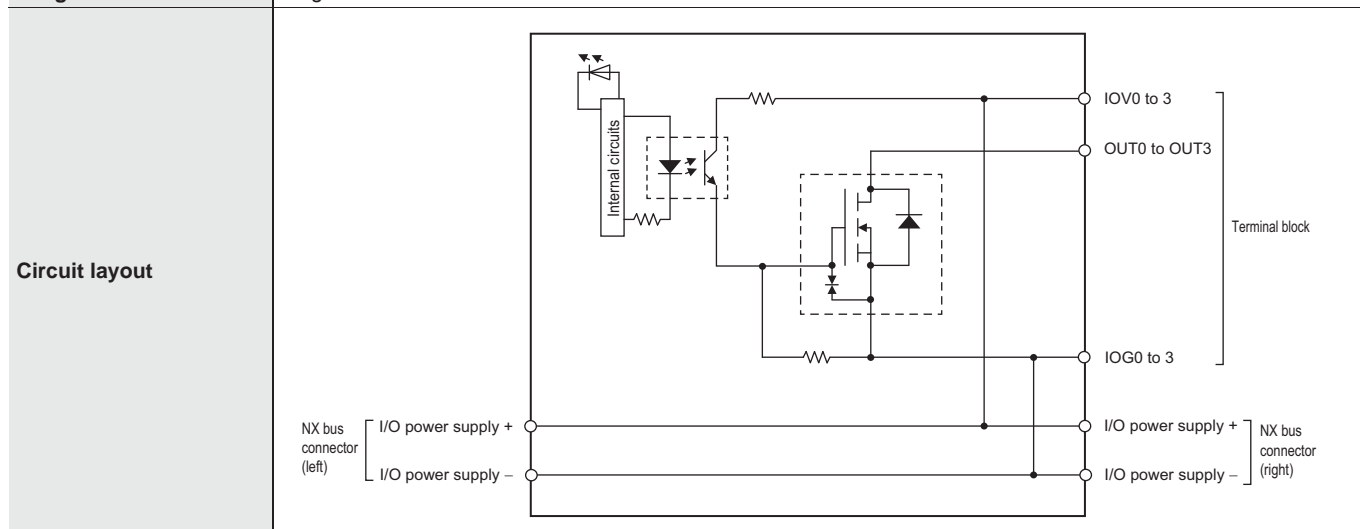 Circuit layout
Internal circuits
IOV0 to 3
OUT0 to OUT3
Terminal block
IOG0 to 3
NX bus
connector
(left)
I/O power supply +
I/O power supply –
I/O power supply +
I/O power supply –
NX bus
connector
(right)